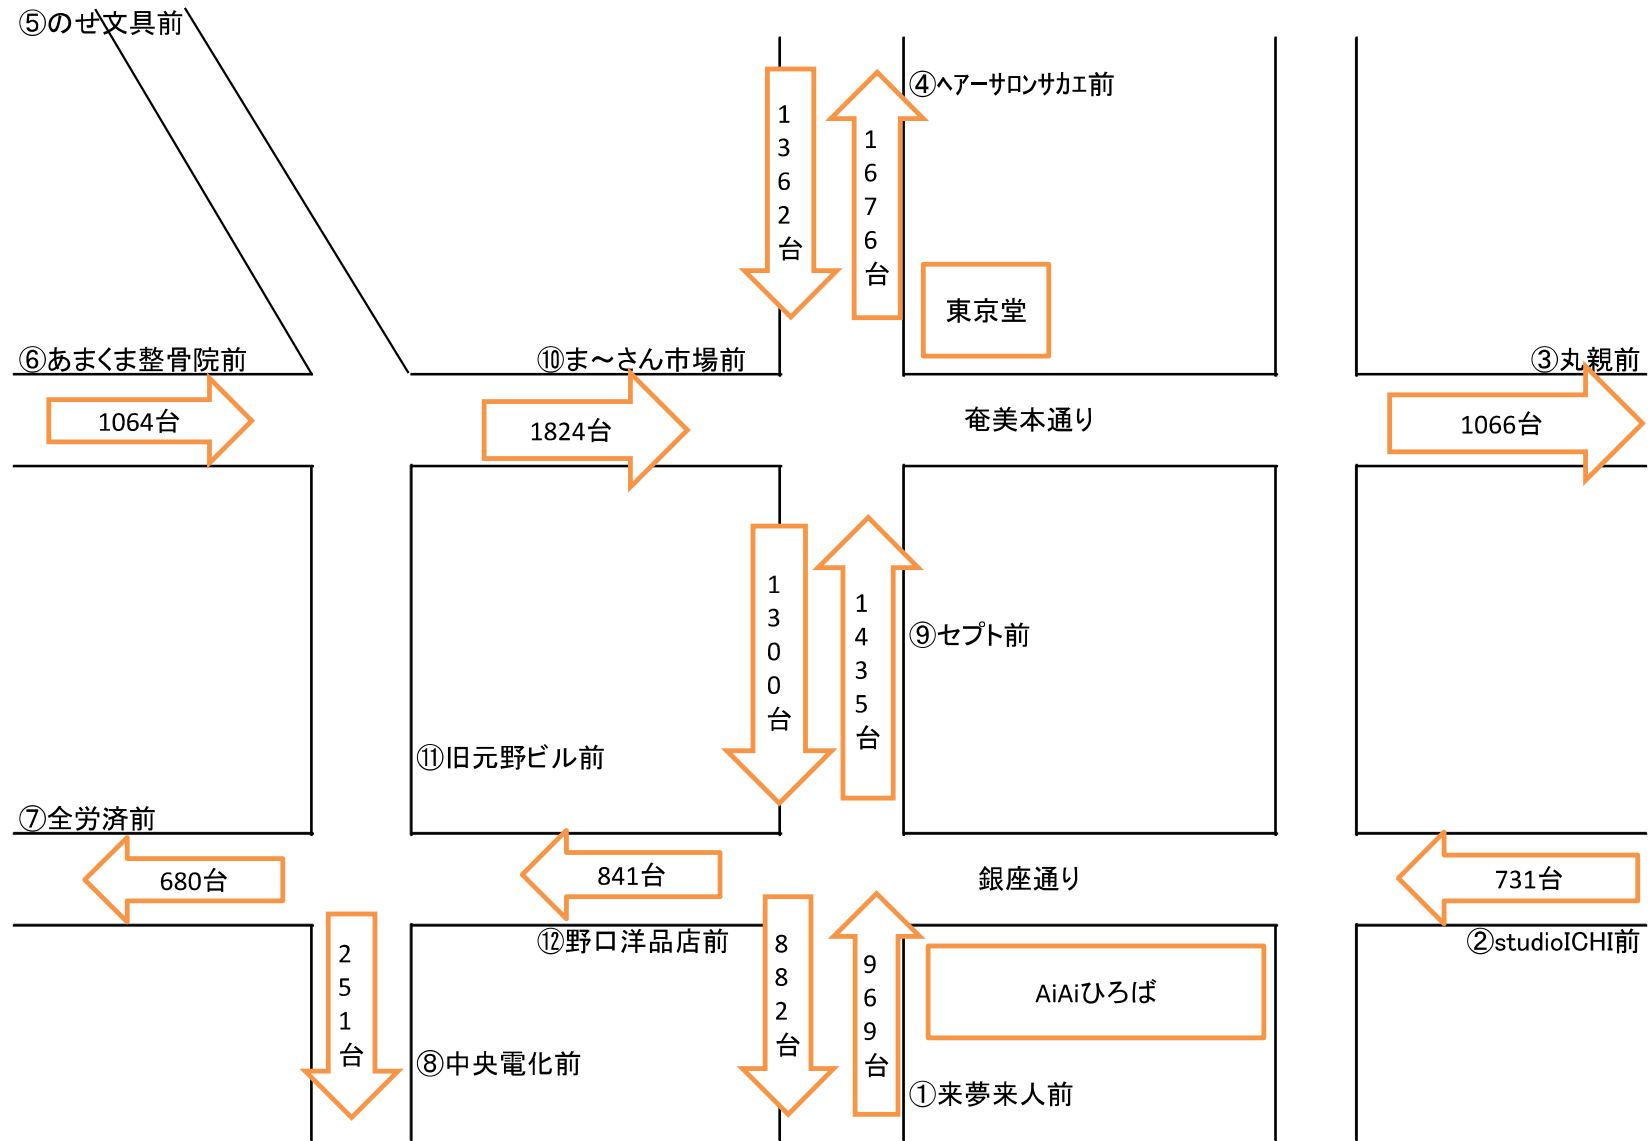 ⑤のせ文具前
④ヘアーサロンサカエ前
1362台
1676台
東京堂
⑥あまくま整骨院前
⑩ま～さん市場前
③丸親前
1064台
1824台
奄美本通り
1066台
1300台
1435台
⑨セプト前
⑪旧元野ビル前
⑦全労済前
680台
841台
銀座通り
731台
251台
⑫野口洋品店前
882台
969台
②studioICHI前
AiAiひろば
⑧中央電化前
①来夢来人前